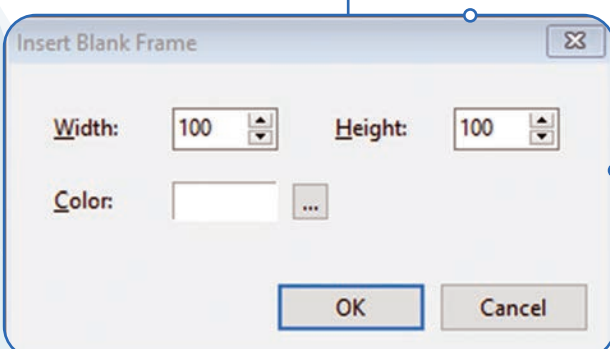 Insert Blank Frame
Width: 100 Height: 100
Color: ...
OK Cancel